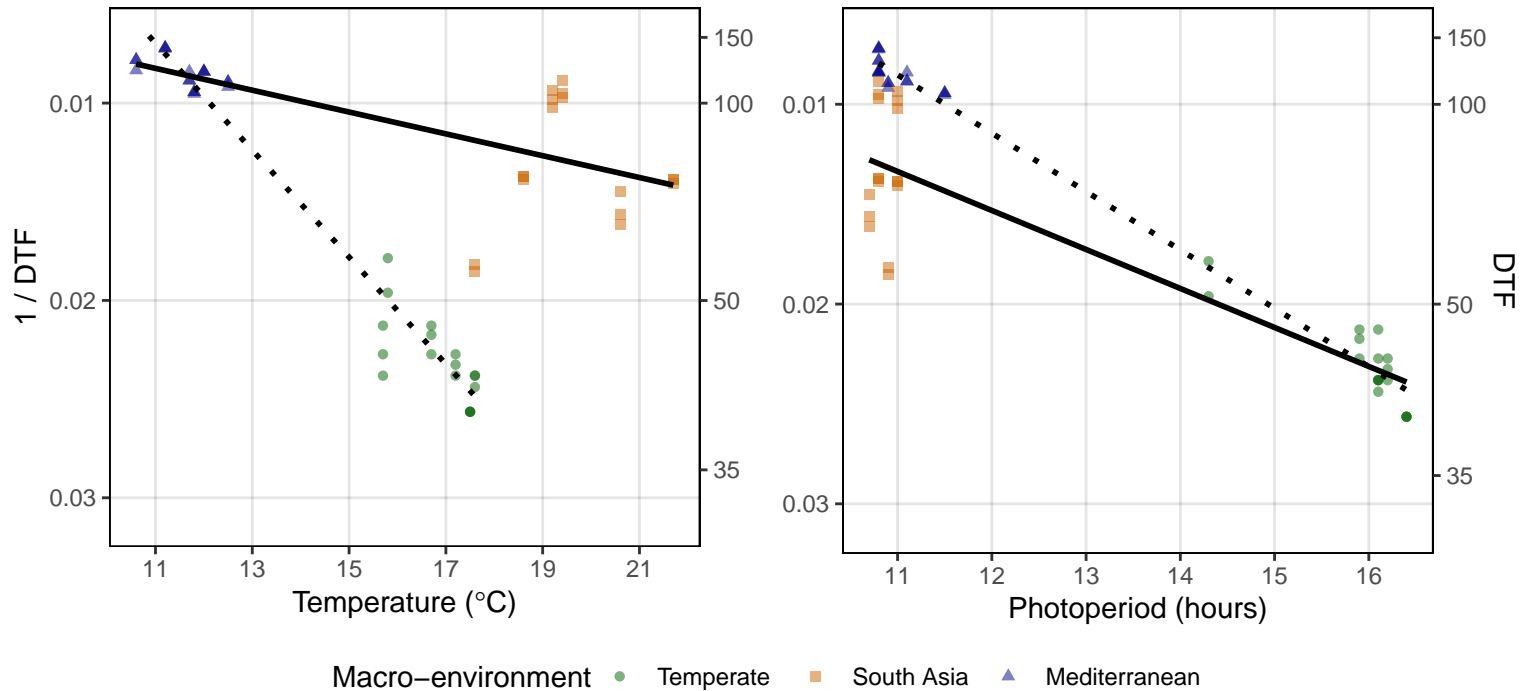 1 / DTF
0.01
0.02
0.03
150
100
50
35
11 13 15 17 19 21
Temperature (°C)
0.01
0.02
0.03
150
100
50
35
DTF
11 12 13 14 15 16
Photoperiod (hours)
Macro−environment Temperate South Asia Mediterranean